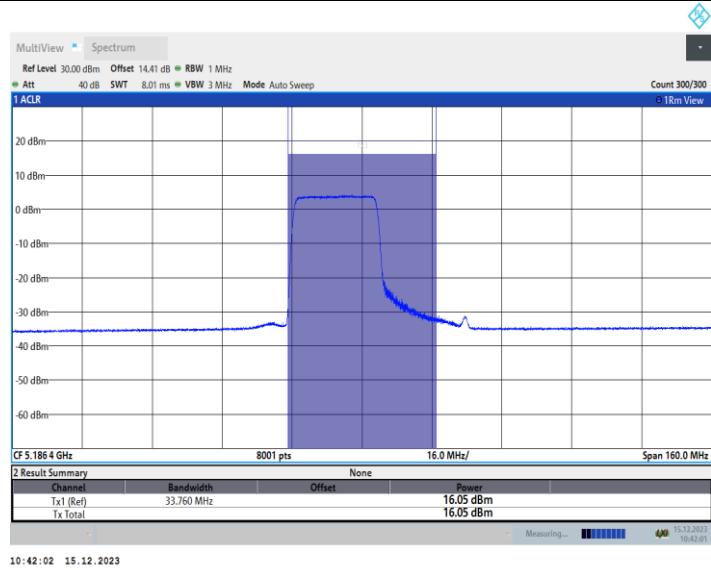 R&S
MultiView Spectrum
Ref Level 30.00 dBm Offset 14.41 dB RBW 1 MHz
Att 40 dB SWT 8.01 ms VBW 3 MHz Mode Auto Sweep Count 300/300
1 ACLR 1Rm View
20 dBm
10 dBm
0 dBm
-10 dBm
-20 dBm
-30 dBm
-40 dBm
-50 dBm
-60 dBm
CF 5.186 4 GHz 8001 pts 16.0 MHz/ Span 160.0 MHz
2 Result Summary None
Channel Bandwidth Offset Power
Tx1 (Ref) 33.760 MHz 16.05 dBm
Tx Total 16.05 dBm
Measuring... 15.12.2023
10:42:01
10:42:02 15.12.2023